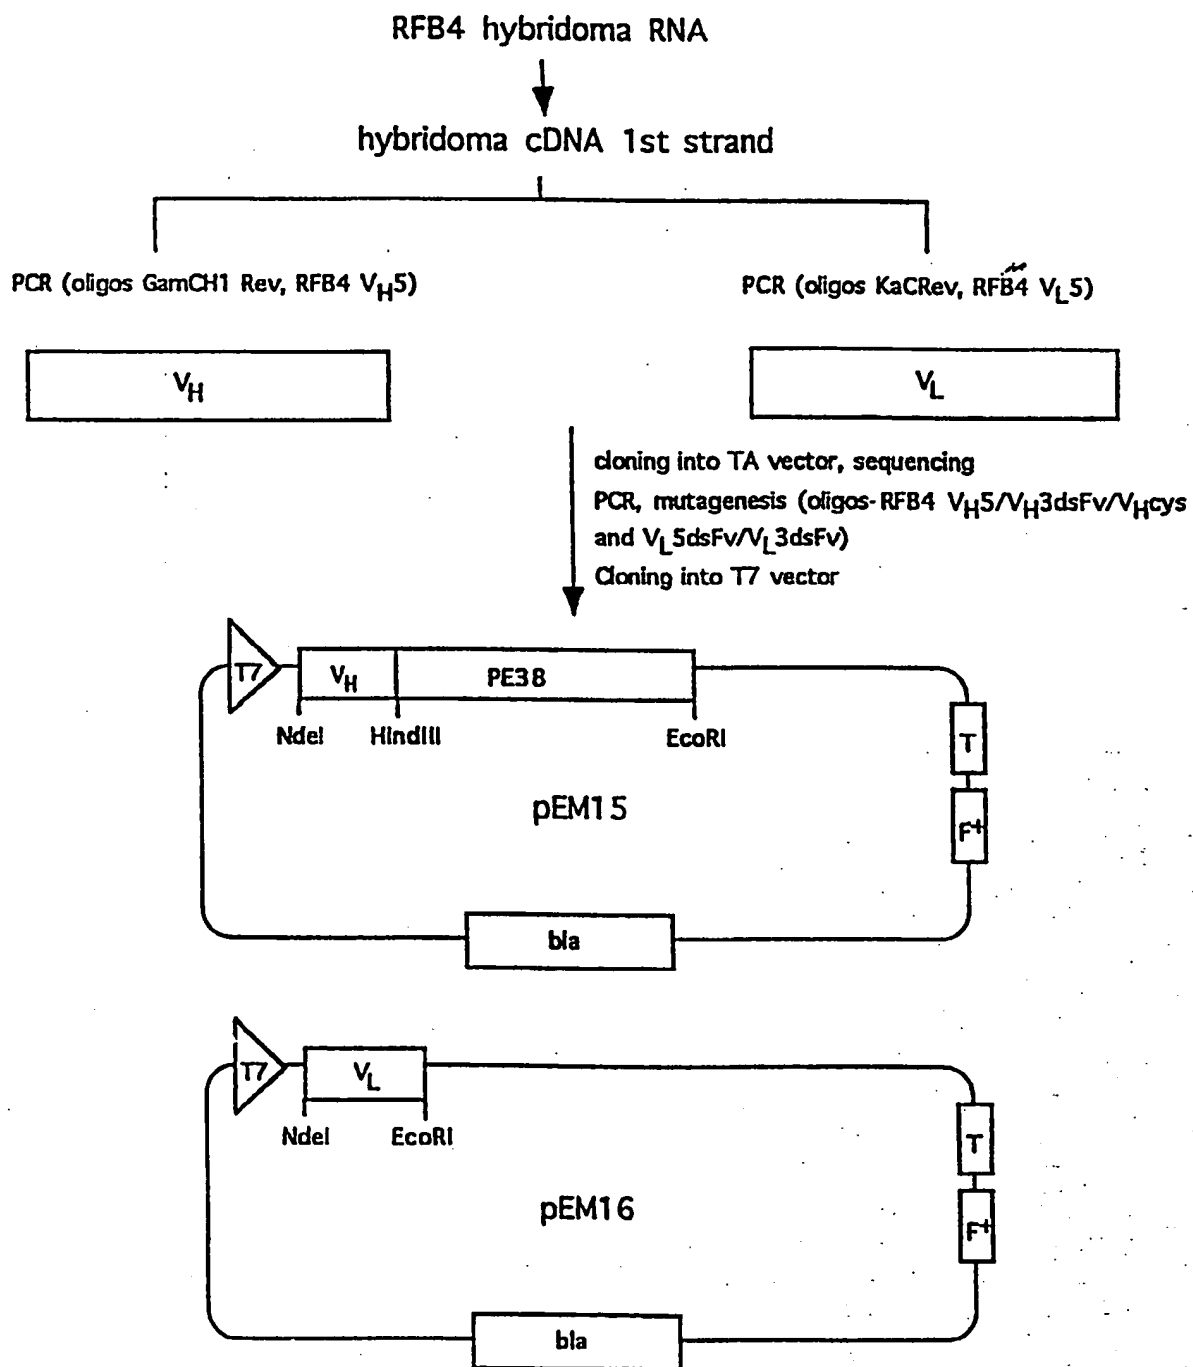 RFB4 hybridoma RNA
hybridoma cDNA 1st strand
PCR (oligos GamCH1 Rev, RFB4 VH5)
PCR (oligos KaCRev, RFB4 VL5)
VH
VL
cloning into TA vector, sequencing
PCR, mutagenesis (oligos-RFB4 VH5/VH3dsFv/VHcys
and VL5dsFv/VL3dsFv)
Cloning into T7 vector
T7
VH
PE38
NdeI
HindIII
EcoRI
T
pEM15
F+
bla
T7
VL
NdeI
EcoRI
T
pEM16
F+
bla